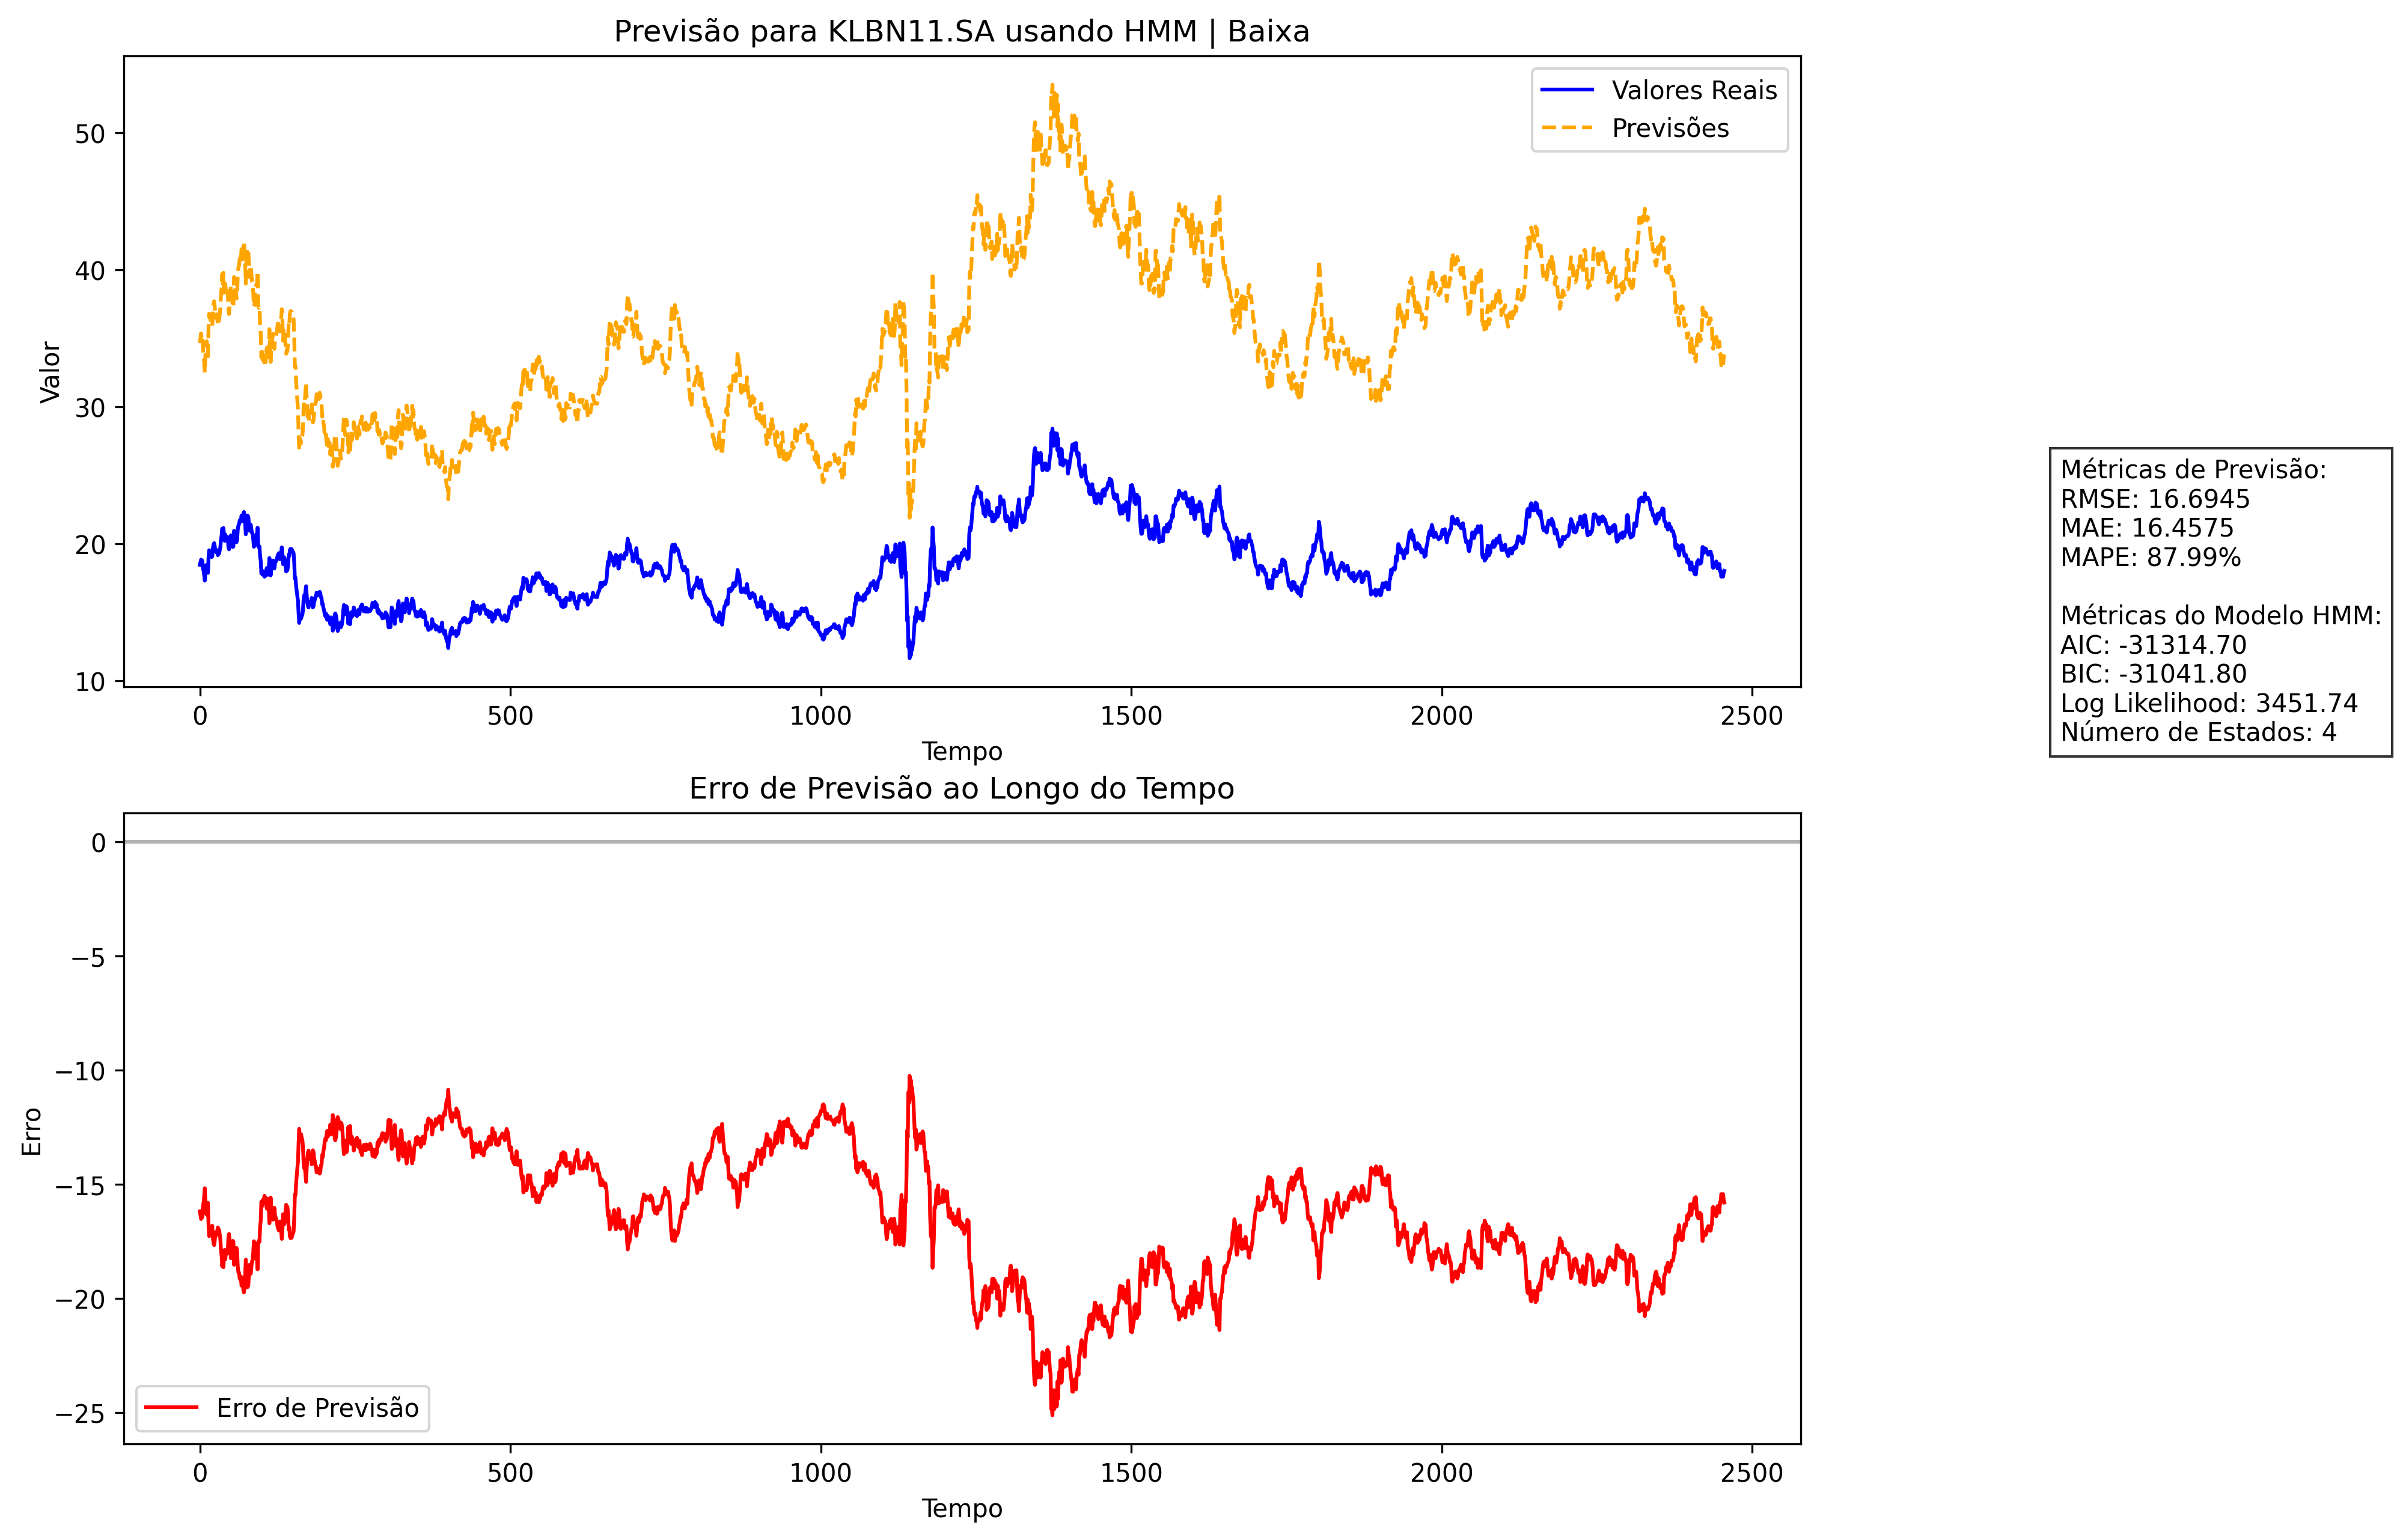 Previsão para KLBN11.SA usando HMM | Baixa
Valores Reais
Previsões
Valor
50
40
30
20
10
0
500
1000
1500
2000
2500
Tempo
Métricas de Previsão:
RMSE: 16.6945
MAE: 16.4575
MAPE: 87.99%
Métricas do Modelo HMM:
AIC: -31314.70
BIC: -31041.80
Log Likelihood: 3451.74
Número de Estados: 4
Erro de Previsão ao Longo do Tempo
Erro
0
−5
−10
−15
−20
−25
Erro de Previsão
0
500
1000
1500
2000
2500
Tempo